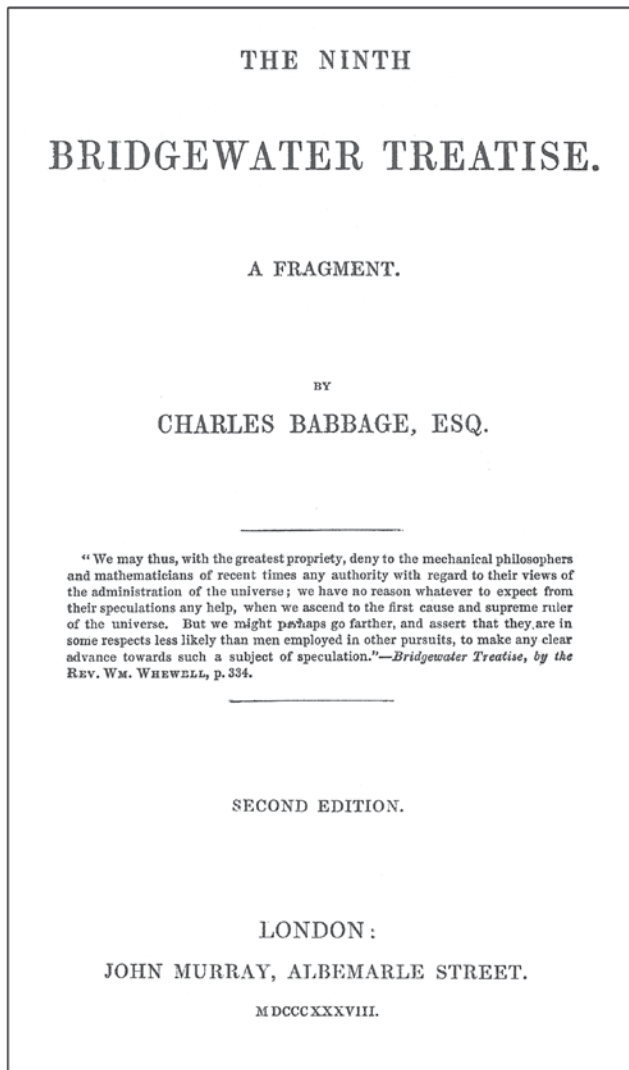 THE NINTH
BRIDGEWATER TREATISE.
A FRAGMENT.
BY
CHARLES BABBAGE, ESQ.
“ We may thus, with the greatest propriety, deny to the mechanical philosophers
and mathematicians of recent times any authority with regard to their views of
the administration of the universe ; we have no reason whatever to expect from
their speculations any help, when we ascend to the first cause and supreme ruler
of the universe. But we might perhaps go farther, and assert that they are in
some respects less likely than men employed in other pursuits, to make any clear
advance towards such a subject of speculation.”—Bridgewater Treatise, by the
REV. WM. WHEWELL, p. 334.
SECOND EDITION.
LONDON :
JOHN MURRAY, ALBEMARLE STREET.
MDCCCXXXVIII.